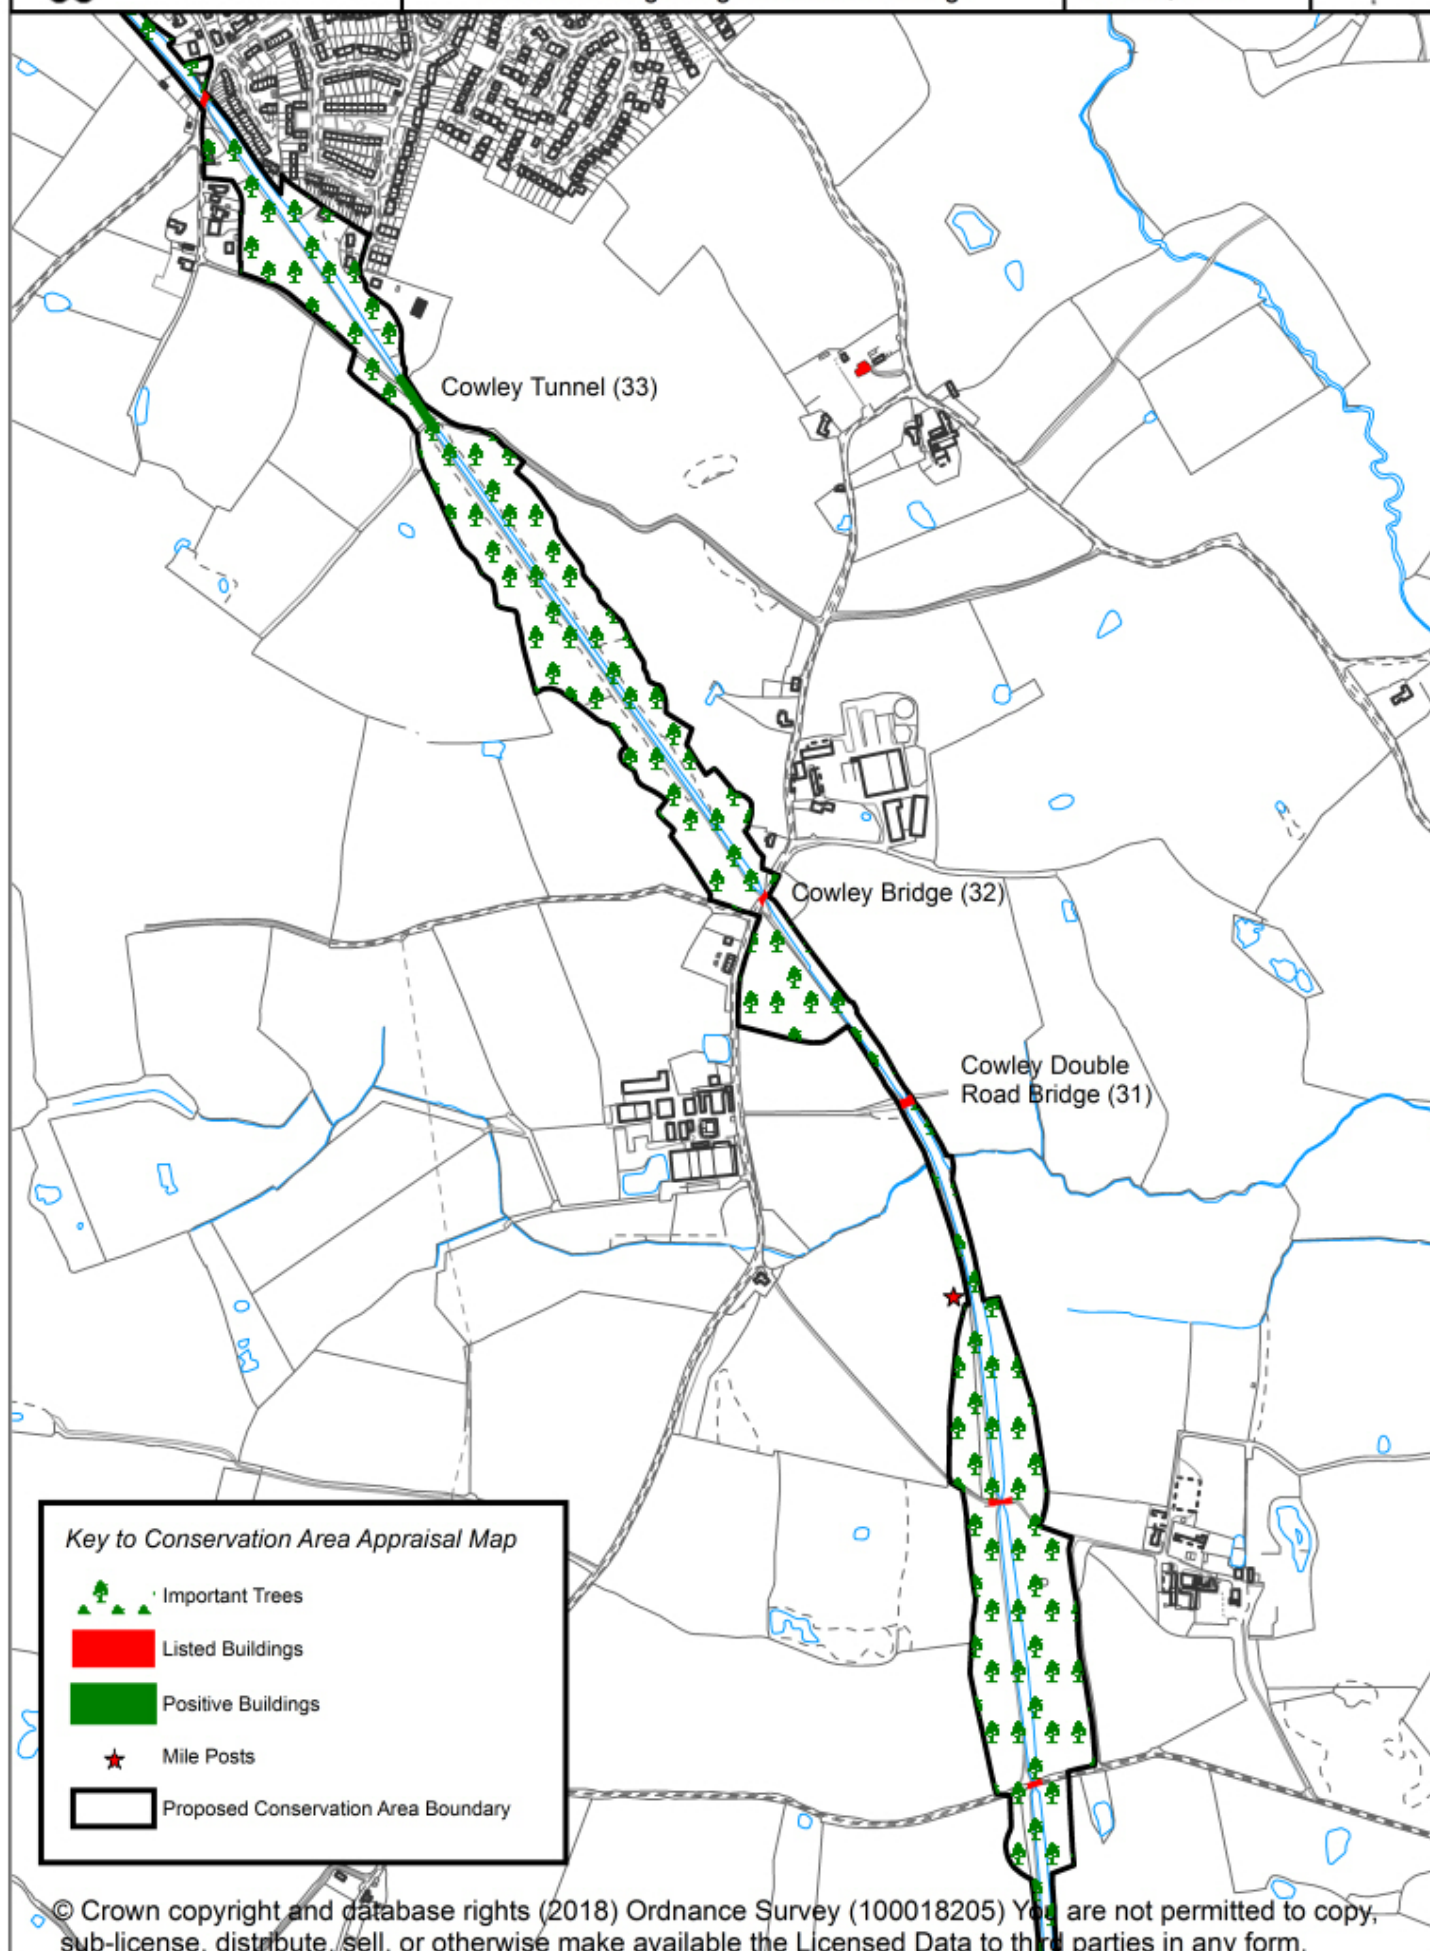 Cowley Tunnel (33)
Cowley Bridge (32)
Cowley Double
Road Bridge (31)
Key to Conservation Area Appraisal Map
Important Trees
Listed Buildings
Positive Buildings
Mile Posts
Proposed Conservation Area Boundary
© Crown copyright and database rights (2018) Ordnance Survey (100018205) You are not permitted to copy,
sub-license, distribute, sell, or otherwise make available the Licensed Data to third parties in any form.